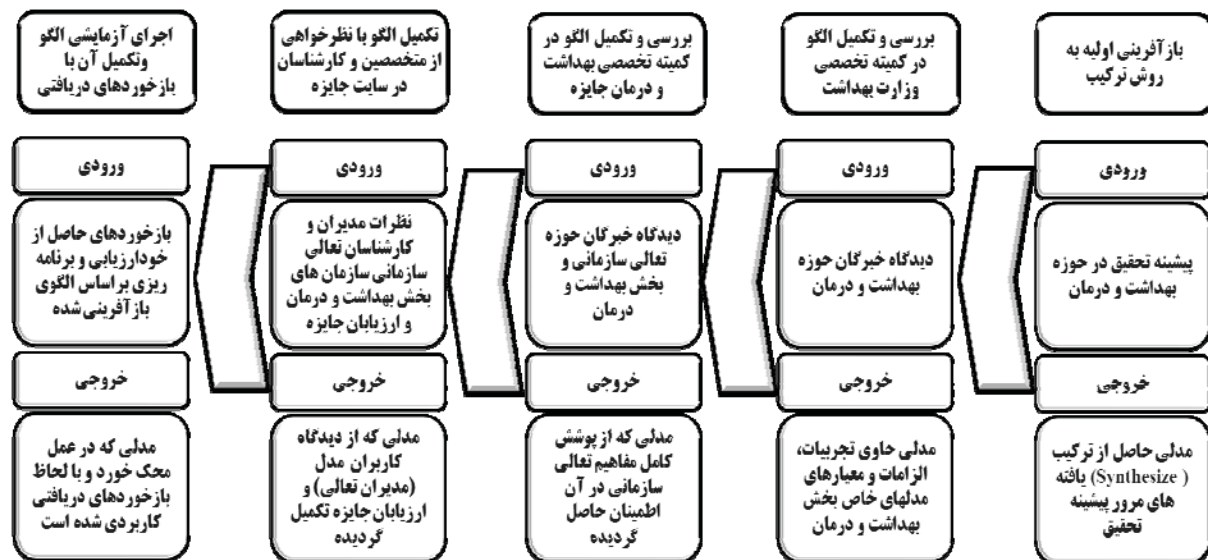 بازآفرینی اولیه به
روش ترکیب
ورودی
پیشینه تحقیق در حوزه
بهداشت و درمان
خروجی
مدلی حاصل از ترکیب
(Synthesize) یافته
های مرور پیشینه
تحقیق
بررسی و تکمیل الگو
در کمیته تخصصی
وزارت بهداشت
ورودی
دیدگاه خبرگان حوزه
بهداشت و درمان
خروجی
مدلی حاوی تجربیات،
الزامات و معیارهای
مدلهای خاص بخش
بهداشت و درمان
بررسی و تکمیل الگو در
کمیته تخصصی بهداشت
و درمان جایزه
ورودی
دیدگاه خبرگان حوزه
تعالی سازمانی و
بخش بهداشت و
درمان
خروجی
مدلی که از پوشش
کامل مفاهیم تعالی
سازمانی در آن
اطمینان حاصل
گردیده
تکمیل الگو با نظرخواهی
از متخصصین و کارشناسان
در سایت جایزه
ورودی
نظرات مدیران و
کارشناسان تعالی
سازمانی سازمان های
بخش بهداشت و درمان
و ارزیابان جایزه
خروجی
مدلی که از دیدگاه
کاربران مدل
(مدیران تعالی) و
ارزیابان جایزه تکمیل
گردیده
اجرای آزمایشی الگو
وتکمیل آن با
بازخوردهای دریافتی
ورودی
بازخوردهای حاصل از
خودارزیابی و برنامه
ریزی براساس الگوی
بازآفرینی شده
خروجی
مدلی که در عمل
محک خورد و با لحاظ
بازخوردهای دریافتی
کاربردی شده است